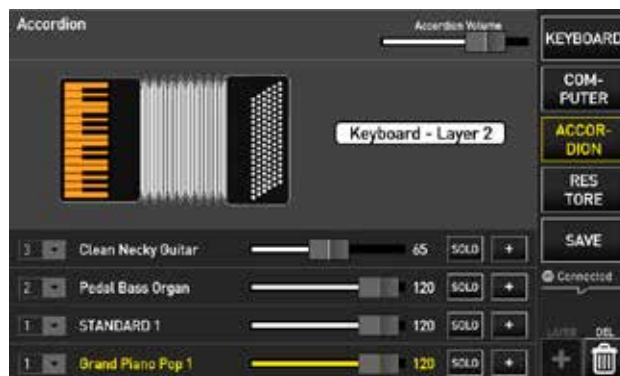 Accordion
Accordion Volume
Keyboard - Layer 2
3 Clean Necky Guitar 65 SOLO +
2 Pedal Bass Organ 120 SOLO +
1 STANDARD 1 120 SOLO +
1 Grand Piano Pop 1 120 SOLO +
KEYBOARD
COM-
PUTER
ACCOR-
DION
RES
TORE
SAVE
Connected
LAYER DEL
+